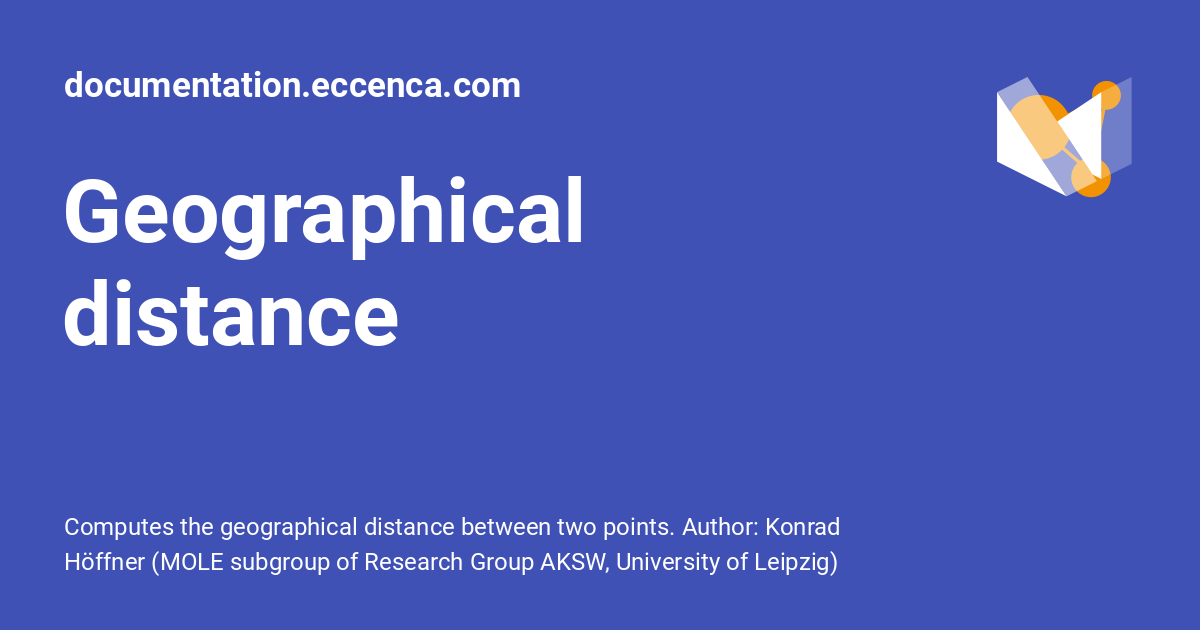 documentation.eccenca.com
Geographical
distance
Computes the geographical distance between two points. Author: Konrad
Höffner (MOLE subgroup of Research Group AKSW, University of Leipzig)